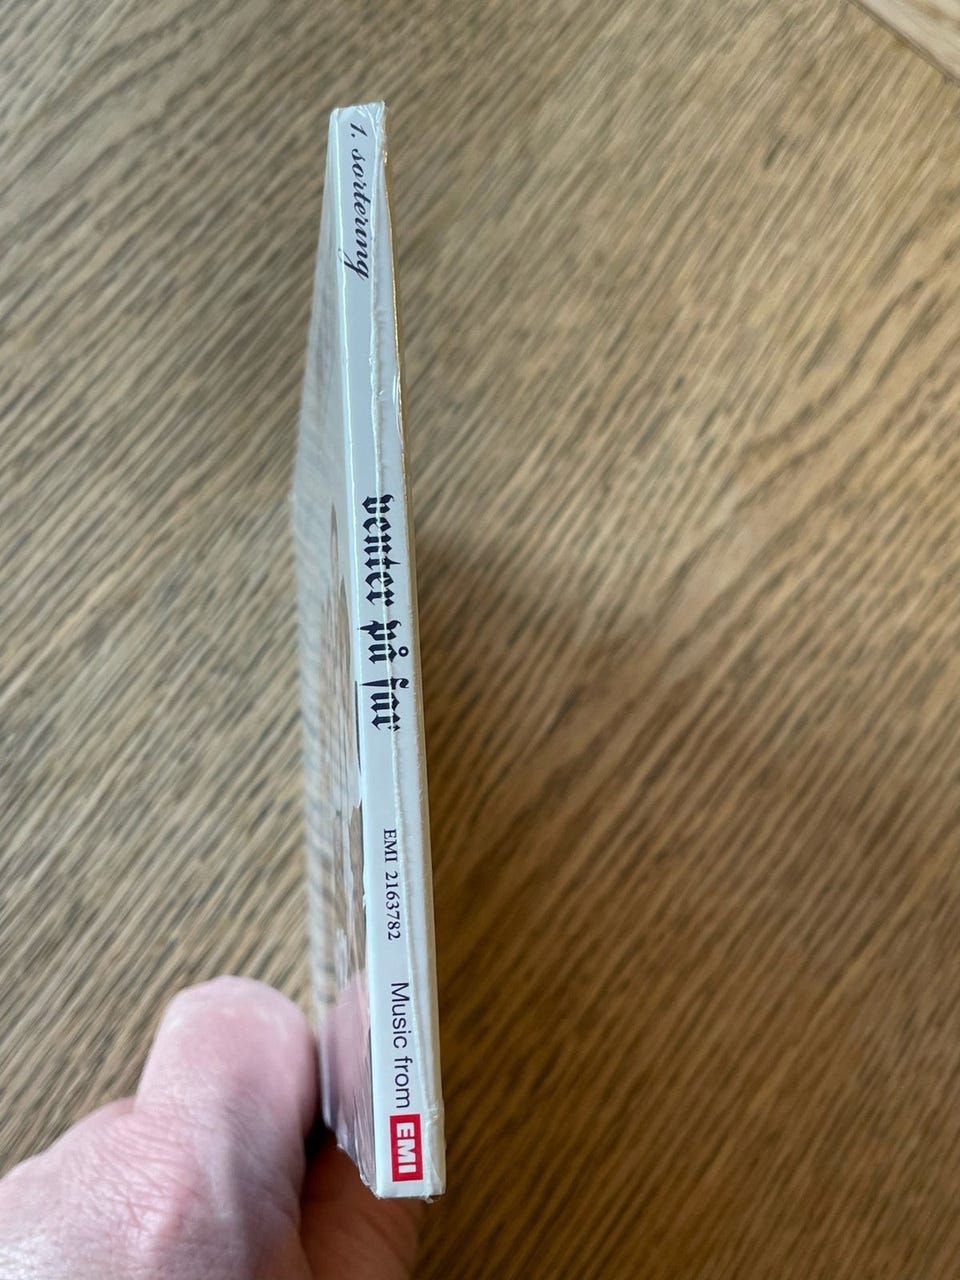 1. sortering
venter på far
EMI 2163782
Music from EMI